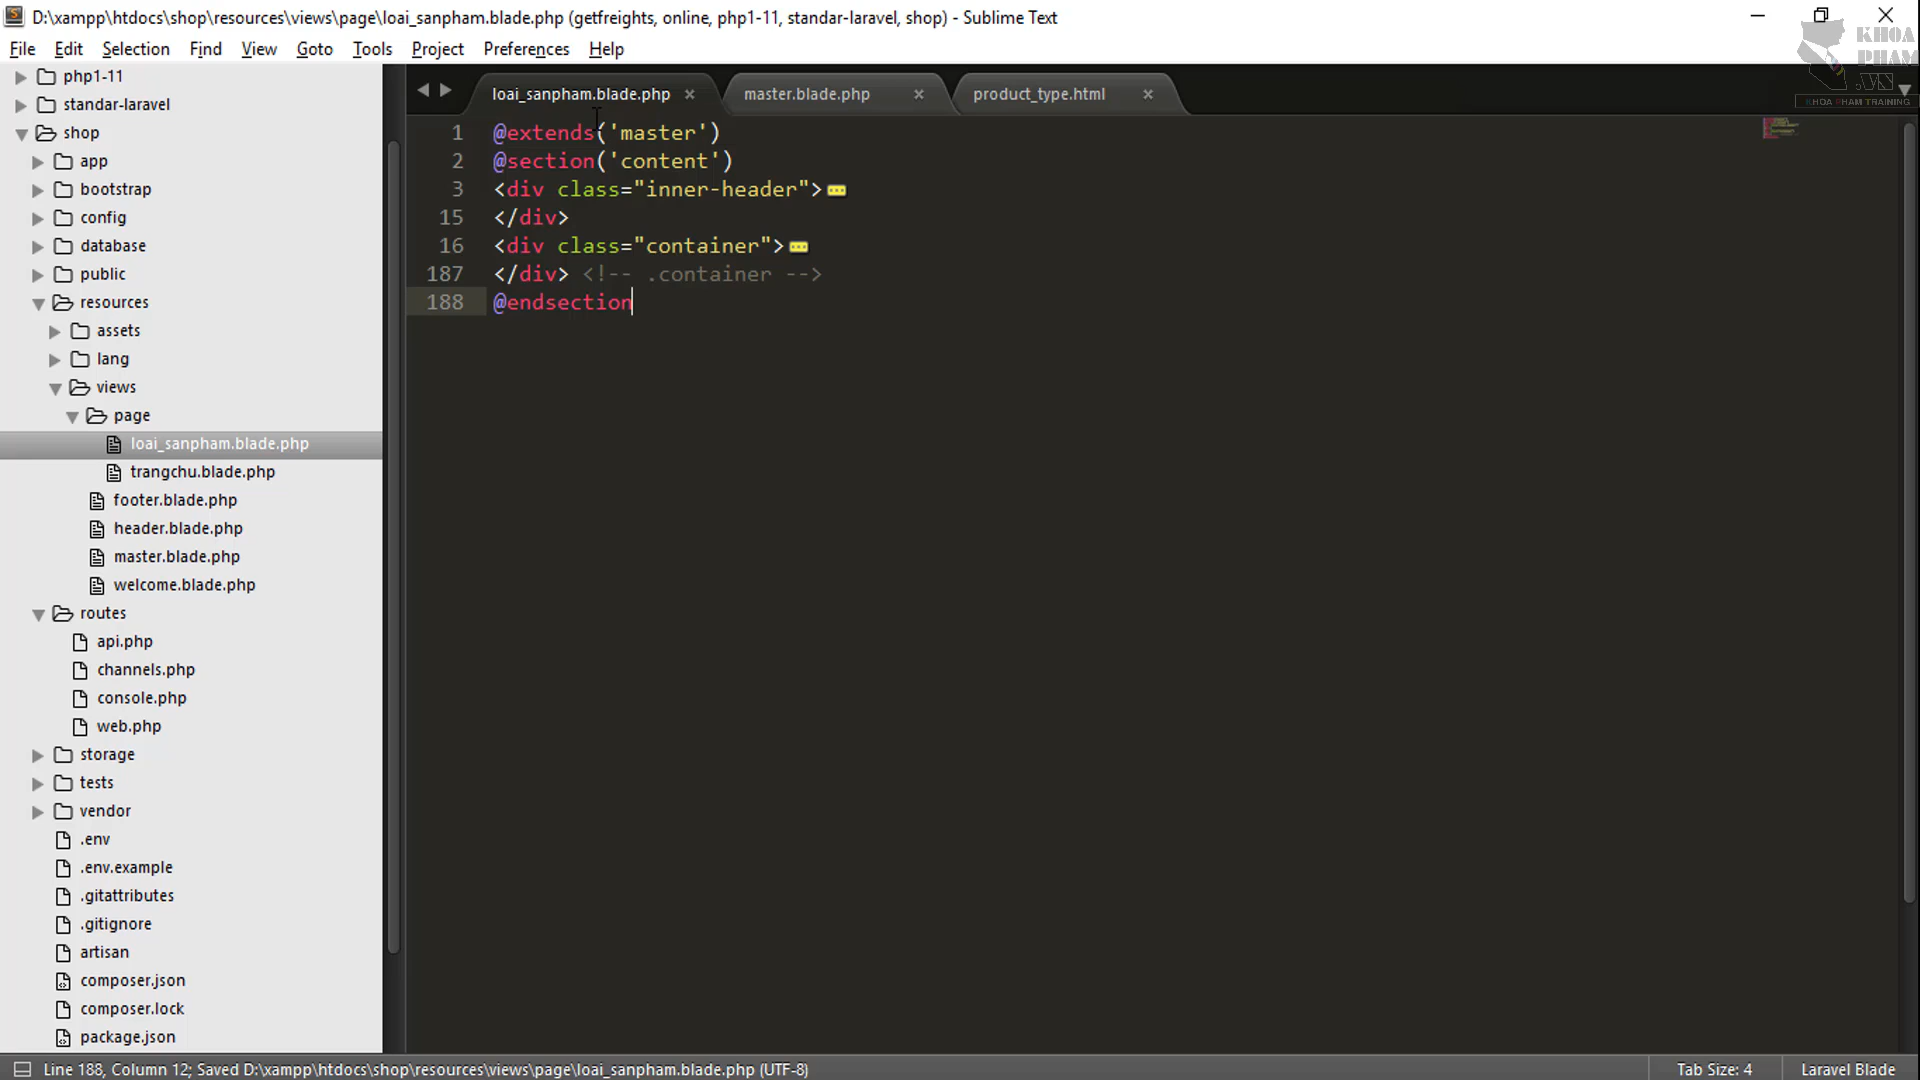 D:\xampp\htdocs\shop\resources\views\page\loai_sanpham.blade.php (getfreights, online, php1-11, standar-laravel, shop) - Sublime Text
KHOA
PHAM
.VN
KHOA PHAM TRAINING
File Edit Selection Find View Goto Tools Project Preferences Help
php1-11
standar-laravel
shop
app
bootstrap
config
database
public
resources
assets
lang
views
page
loai_sanpham.blade.php
trangchu.blade.php
footer.blade.php
header.blade.php
master.blade.php
welcome.blade.php
routes
api.php
channels.php
console.php
web.php
storage
tests
vendor
.env
.env.example
.gitattributes
.gitignore
artisan
composer.json
composer.lock
package.json
loai_sanpham.blade.php × master.blade.php × product_type.html ×
1 @extends('master')
2 @section('content')
3 <div class="inner-header">
15 </div>
16 <div class="container">
187 </div> <!-- .container -->
188 @endsection
Line 188, Column 12; Saved D:\xampp\htdocs\shop\resources\views\page\loai_sanpham.blade.php (UTF-8) Tab Size: 4 Laravel Blade